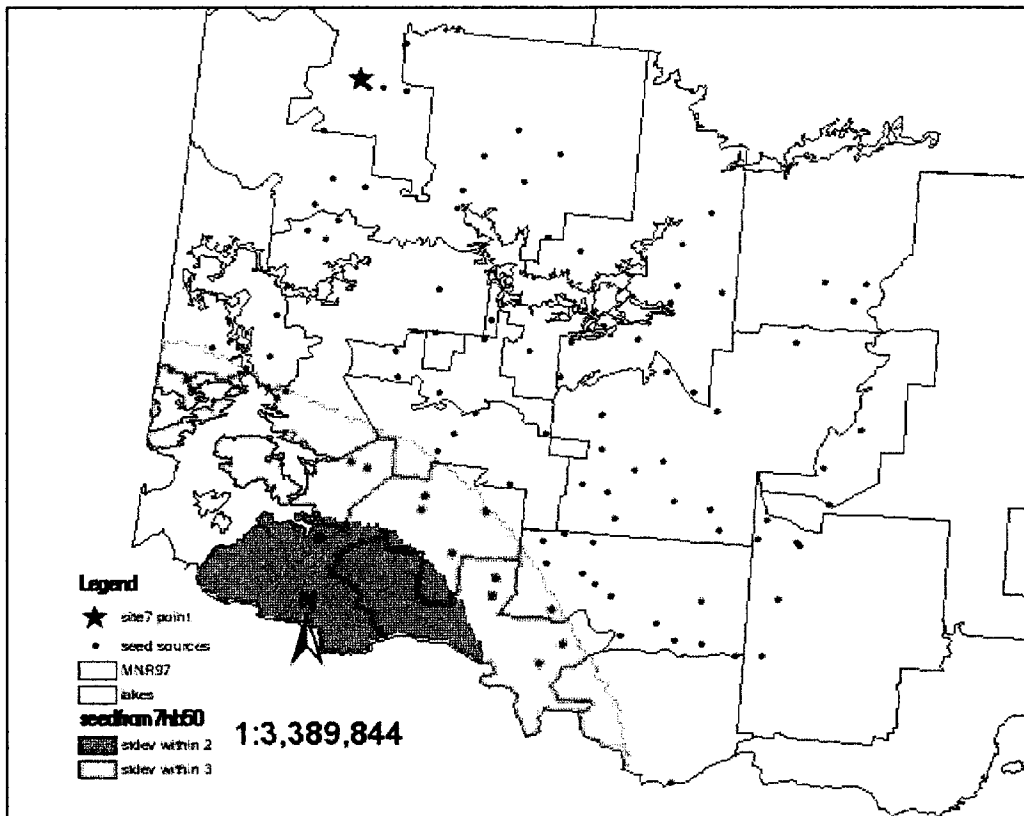 Legend
site7 point
seed sources
MNR97
lakes
seedfrom7hb50
stdev within 2
stdev within 3
1:3,389,844